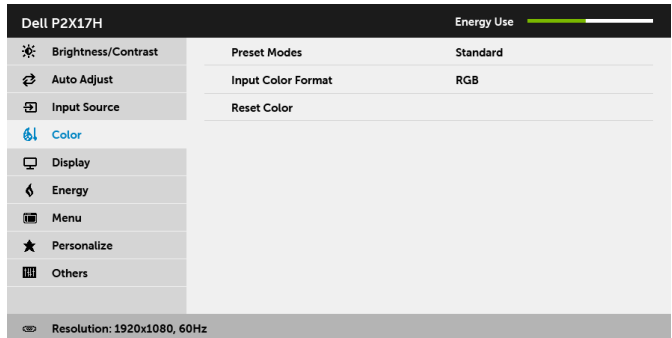 Dell P2X17H Energy Use
Brightness/Contrast Preset Modes Standard
Auto Adjust Input Color Format RGB
Input Source Reset Color
Color
Display
Energy
Menu
Personalize
Others
Resolution: 1920x1080, 60Hz